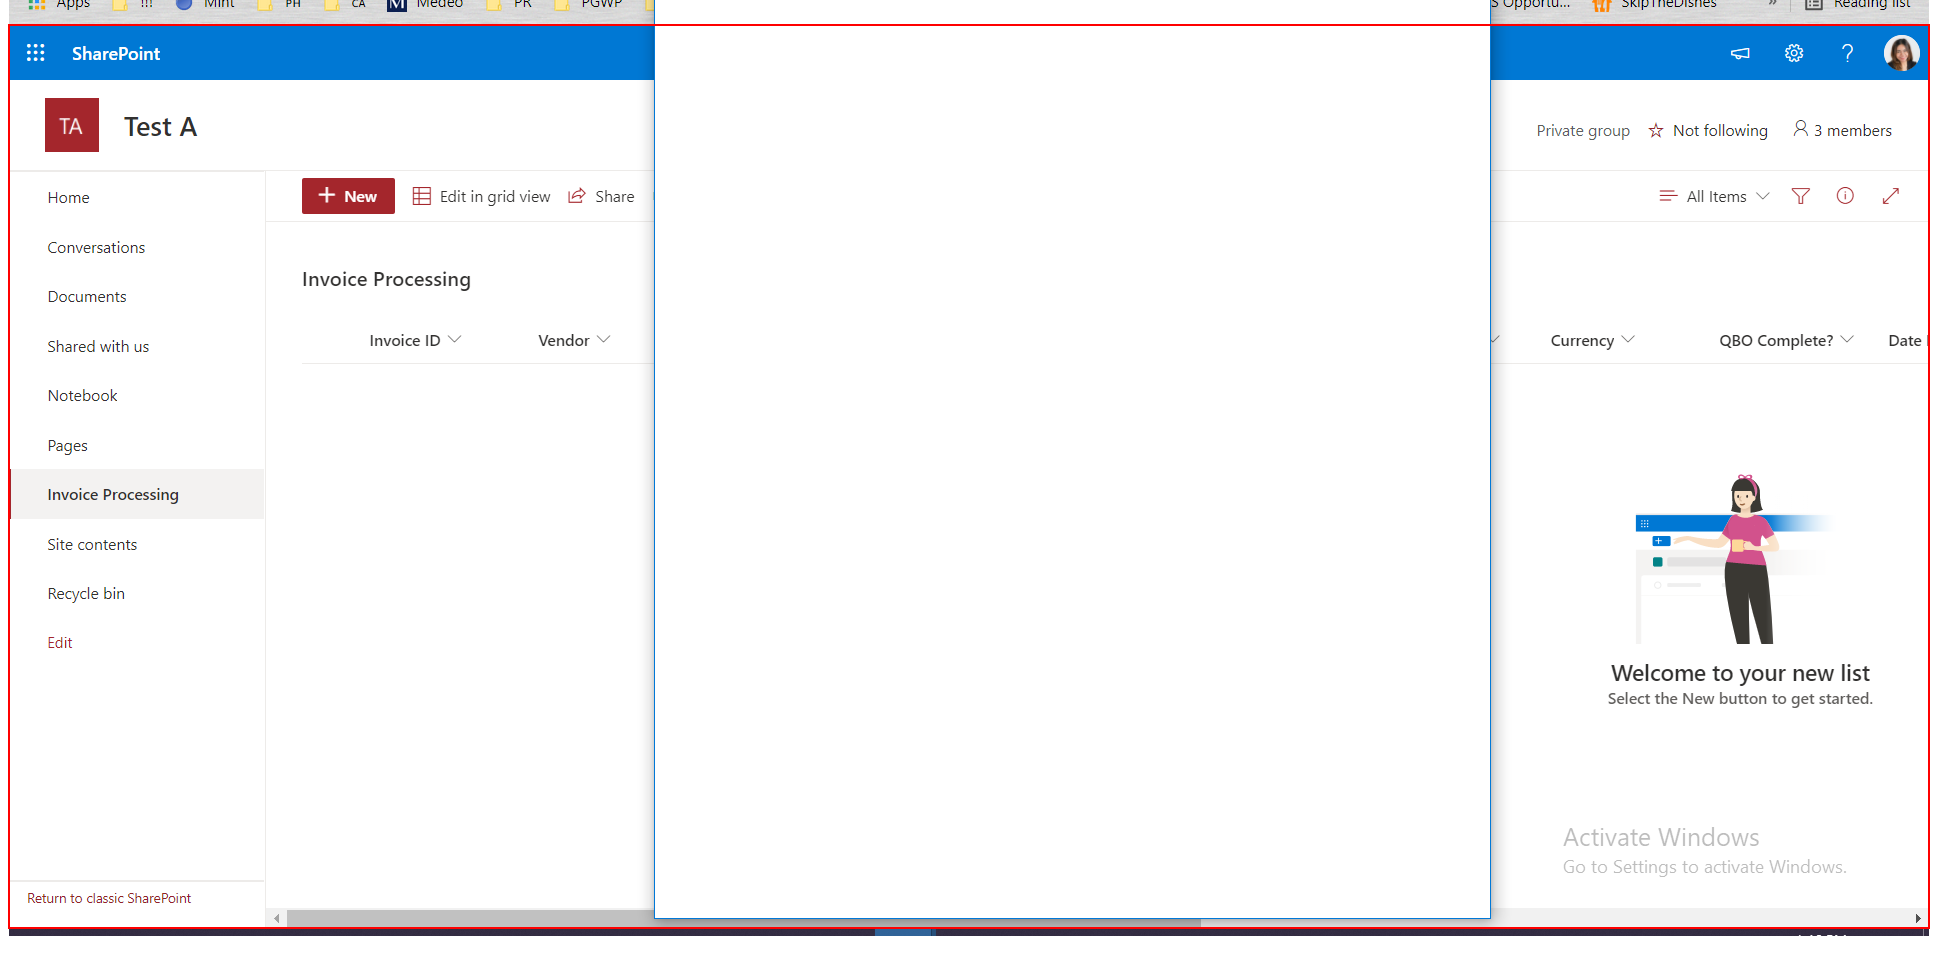 Apps !!! Mint PH CA Medeo PR PGWP S Opportu... SkipTheDishes » Reading list
SharePoint ?
TA Test A Private group Not following 3 members
Home
Conversations
Documents
Shared with us
Notebook
Pages
Invoice Processing
Site contents
Recycle bin
Edit
Return to classic SharePoint
+ New Edit in grid view Share All Items
Invoice Processing
Invoice ID Vendor Currency QBO Complete? Date
Welcome to your new list
Select the New button to get started.
Activate Windows
Go to Settings to activate Windows.